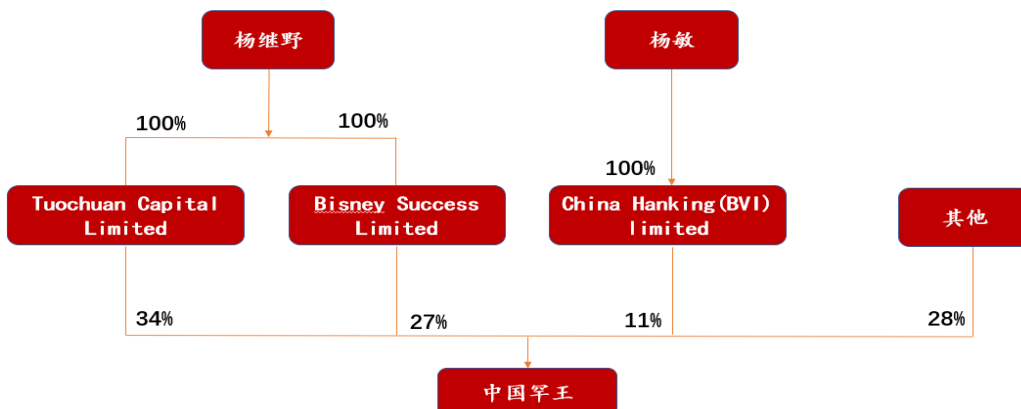 杨继野
杨敏
100%
100%
100%
Tuochuan Capital
Limited
Bisney Success
Limited
China Hanking(BVI)
limited
其他
34%
27%
11%
28%
中国罕王